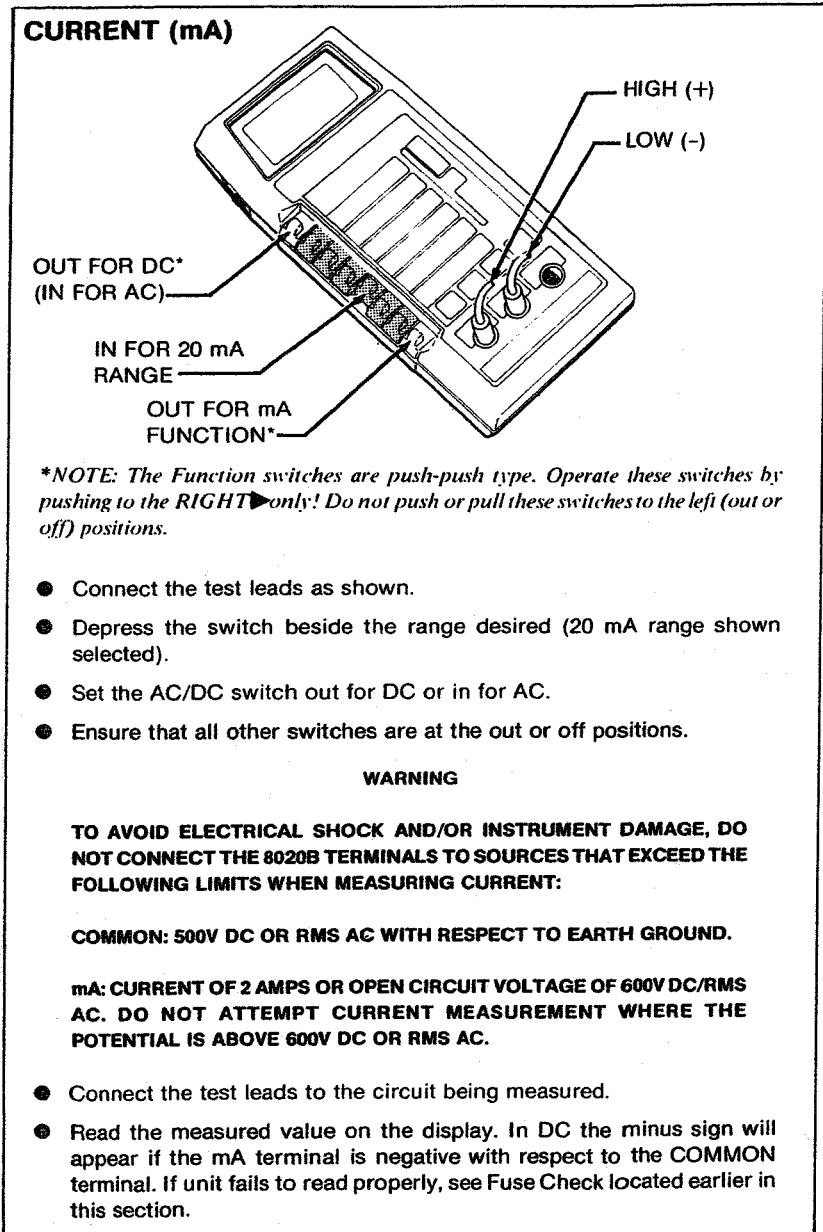 CURRENT (mA)
HIGH (+)
LOW (-)
OUT FOR DC*
(IN FOR AC)
IN FOR 20 mA
RANGE
OUT FOR mA
FUNCTION*
*NOTE: The Function switches are push-push type. Operate these switches by
pushing to the RIGHT▶only! Do not push or pull these switches to the left (out or
off) positions.
● Connect the test leads as shown.
● Depress the switch beside the range desired (20 mA range shown
selected).
● Set the AC/DC switch out for DC or in for AC.
● Ensure that all other switches are at the out or off positions.
WARNING
TO AVOID ELECTRICAL SHOCK AND/OR INSTRUMENT DAMAGE, DO
NOT CONNECT THE 8020B TERMINALS TO SOURCES THAT EXCEED THE
FOLLOWING LIMITS WHEN MEASURING CURRENT:
COMMON: 500V DC OR RMS AC WITH RESPECT TO EARTH GROUND.
mA: CURRENT OF 2 AMPS OR OPEN CIRCUIT VOLTAGE OF 600V DC/RMS
AC. DO NOT ATTEMPT CURRENT MEASUREMENT WHERE THE
POTENTIAL IS ABOVE 600V DC OR RMS AC.
● Connect the test leads to the circuit being measured.
● Read the measured value on the display. In DC the minus sign will
appear if the mA terminal is negative with respect to the COMMON
terminal. If unit fails to read properly, see Fuse Check located earlier in
this section.